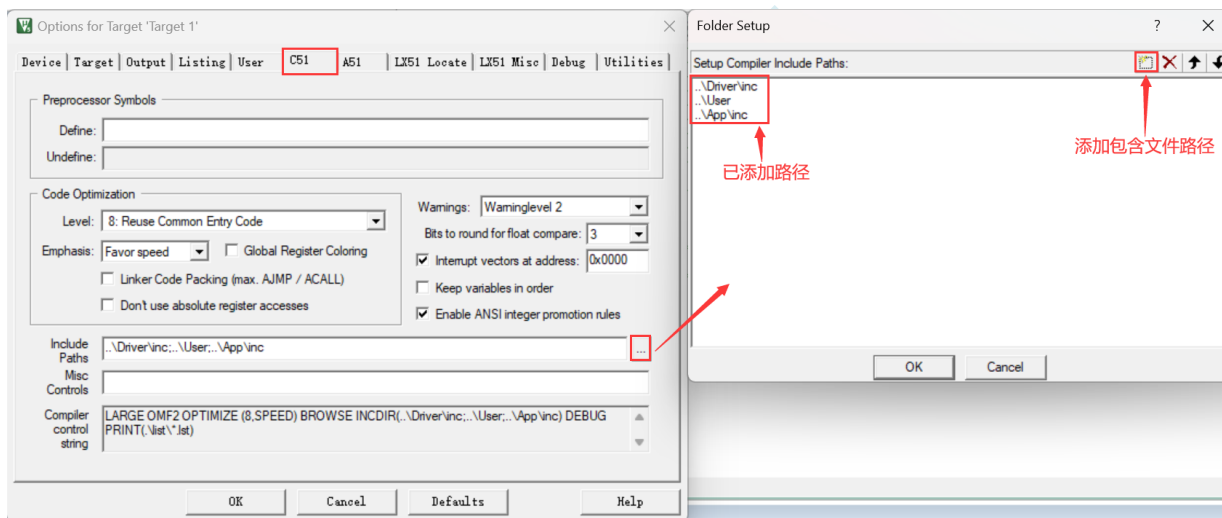 Options for Target 'Target 1'
Device | Target | Output | Listing | User | C51 | A51 | LX51 Locate | LX51 Misc | Debug | Utilities
Preprocessor Symbols
Define:
Undefine:
Code Optimization
Level: 8: Reuse Common Entry Code
Emphasis: Favor speed
Global Register Coloring
Linker Code Packing (max. AJMP / ACALL)
Don't use absolute register accesses
Warnings: Warninglevel 2
Bits to round for float compare: 3
Interrupt vectors at address: 0x0000
Keep variables in order
Enable ANSI integer promotion rules
Include
Paths
..\Driver\inc;..\User;..\App\inc
...
Misc
Controls
Compiler
control
string
LARGE OMF2 OPTIMIZE (8,SPEED) BROWSE INCDIR(..\Driver\inc;..\User;..\App\inc) DEBUG
PRINT(.\list\*.lst)
OK
Cancel
Defaults
Help
Folder Setup
?
Setup Compiler Include Paths:
..\Driver\inc
..\User
..\App\inc
已添加路径
添加包含文件路径
OK
Cancel